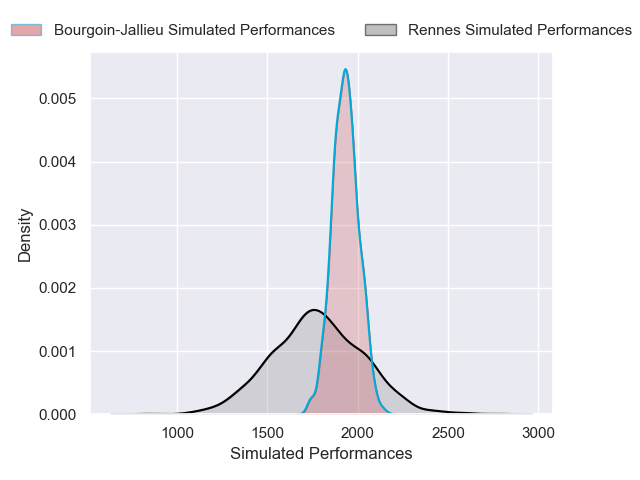 Bourgoin-Jallieu Simulated Performances Rennes Simulated Performances
0.005
0.004
0.003
0.002
0.001
0.000
Density
1000 1500 2000 2500 3000
Simulated Performances